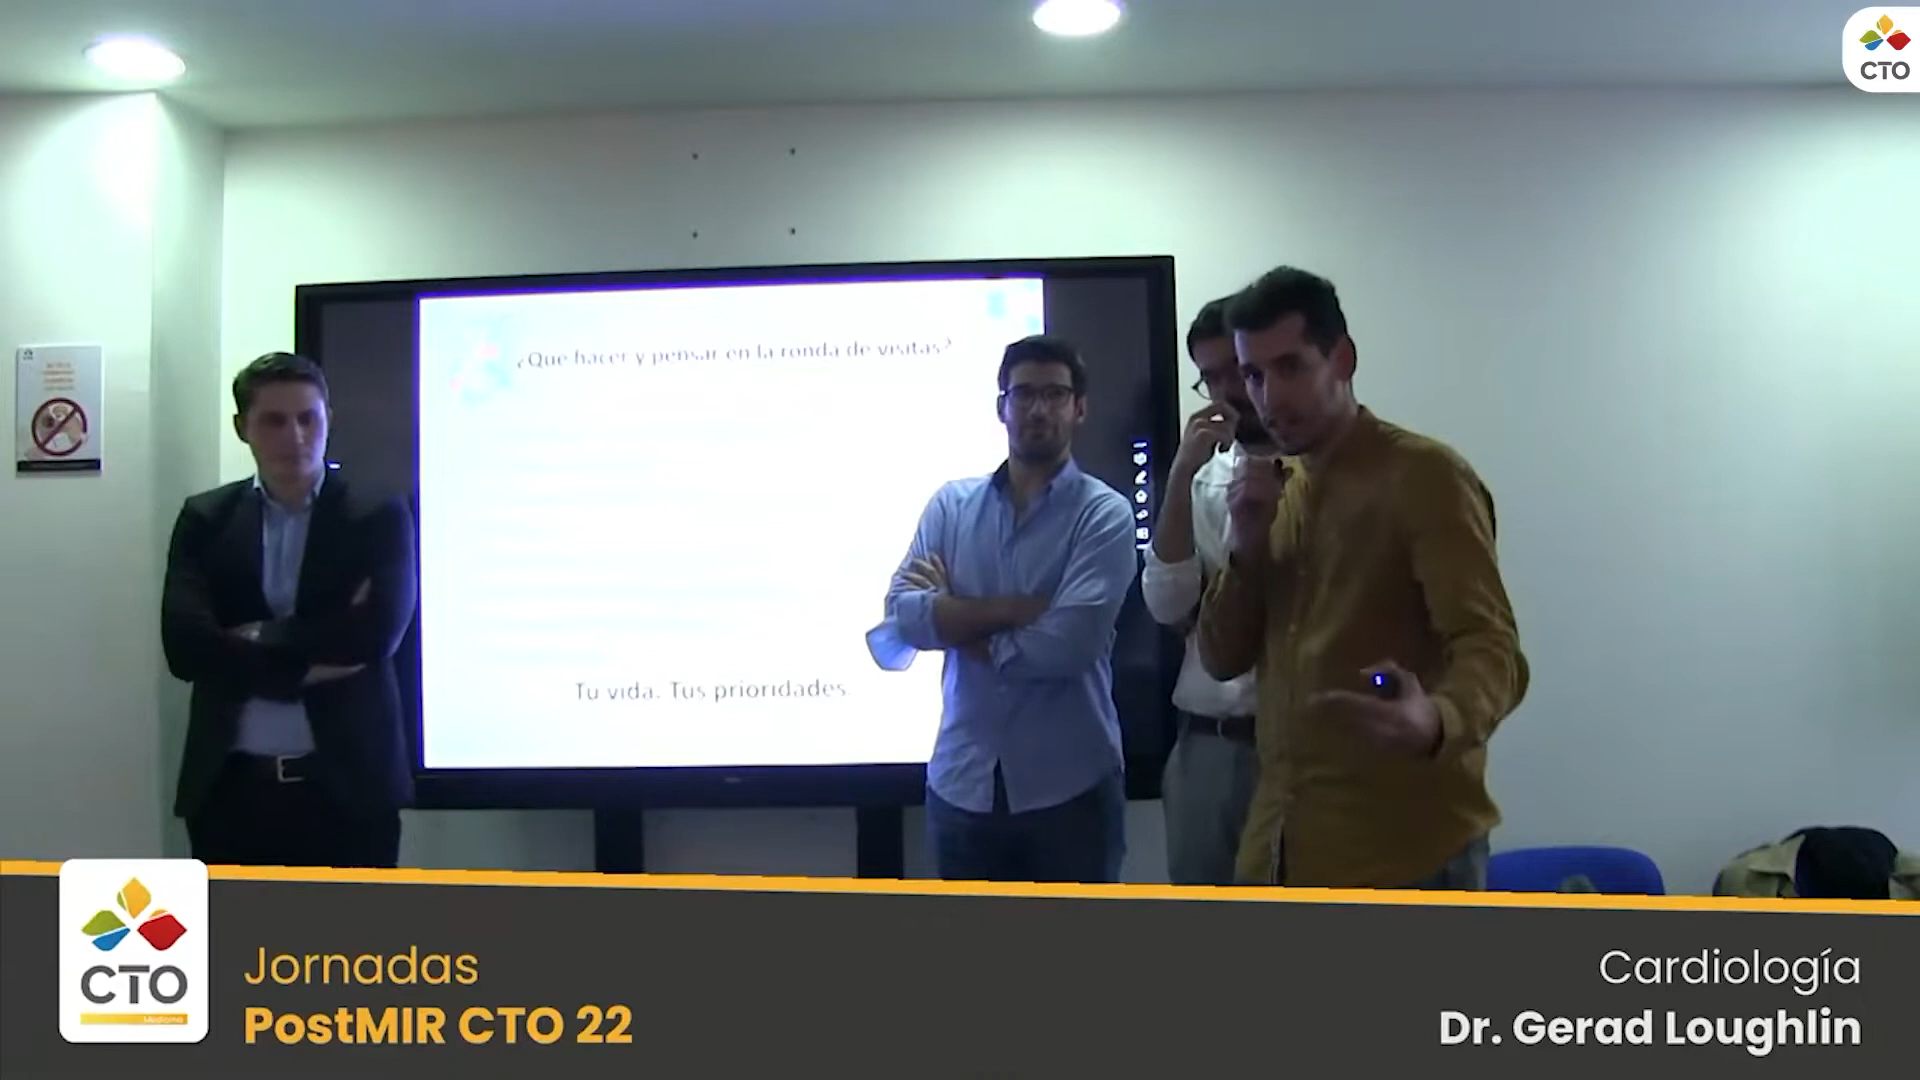 CTO
¿Que hacer y pensar en la ronda de visitas?
Tu vida. Tus prioridades.
CTO
Medicina
Jornadas
PostMIR CTO 22
Cardiología
Dr. Gerad Loughlin